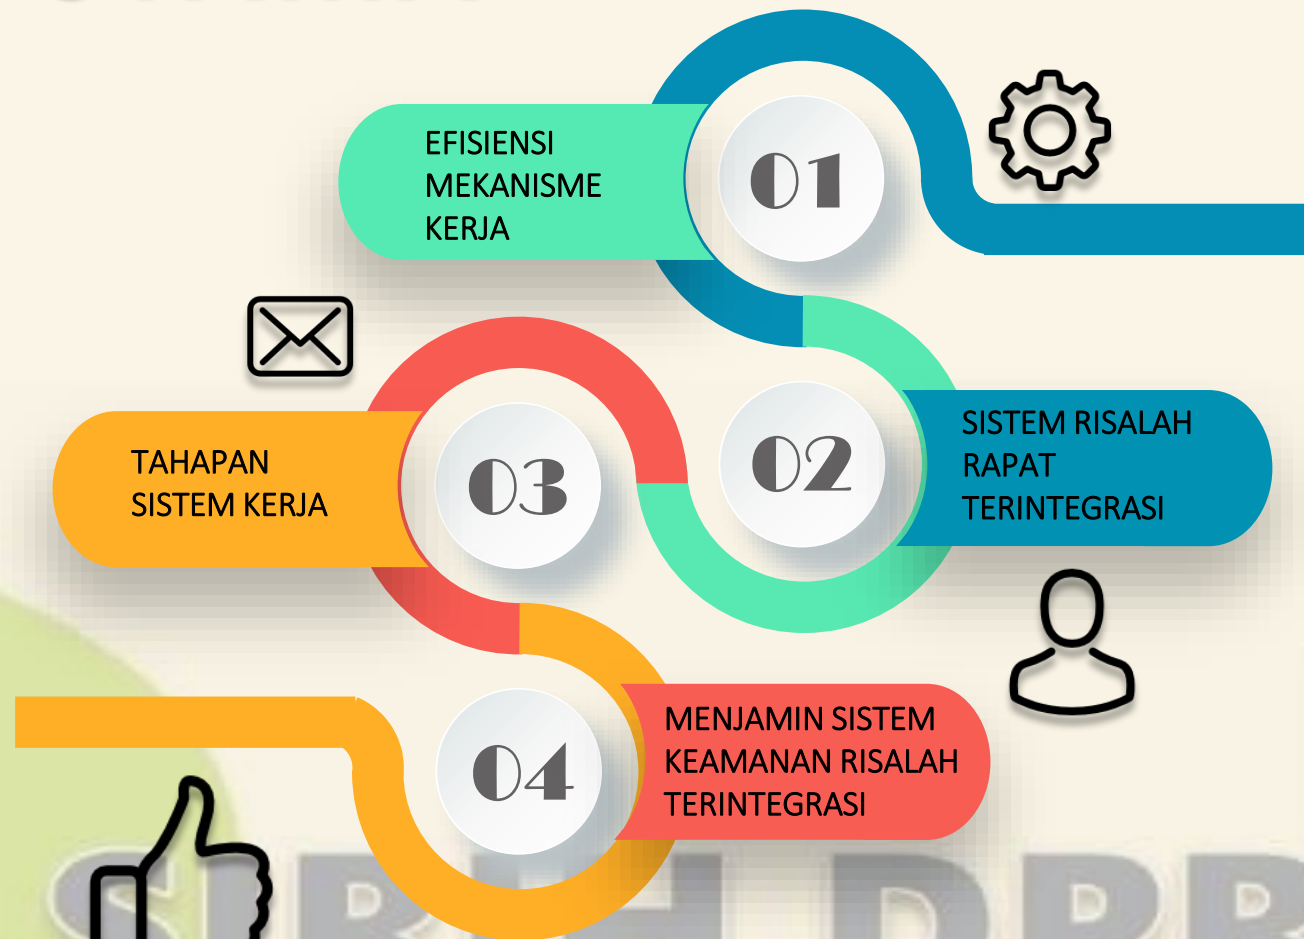 01
EFISIENSI
MEKANISME
KERJA
02
SISTEM RISALAH
RAPAT
TERINTEGRASI
03
TAHAPAN
SISTEM KERJA
04
MENJAMIN SISTEM
KEAMANAN RISALAH
TERINTEGRASI